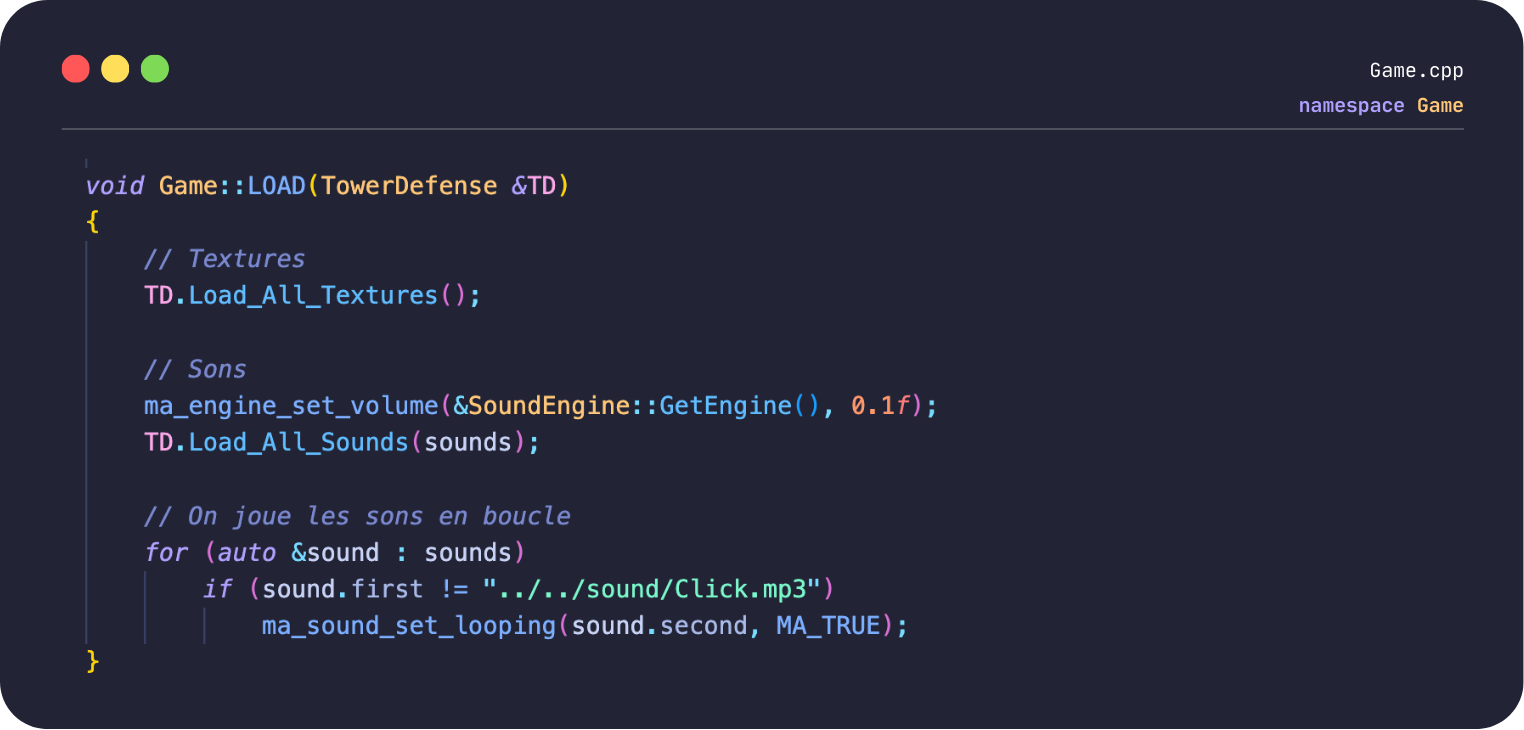 Game.cpp
namespace Game
void Game::LOAD(TowerDefense &TD)
{
    // Textures
    TD.Load_All_Textures();

    // Sons
    ma_engine_set_volume(&SoundEngine::GetEngine(), 0.1f);
    TD.Load_All_Sounds(sounds);

    // On joue les sons en boucle
    for (auto &sound : sounds)
        if (sound.first != "../../sound/Click.mp3")
            ma_sound_set_looping(sound.second, MA_TRUE);
}